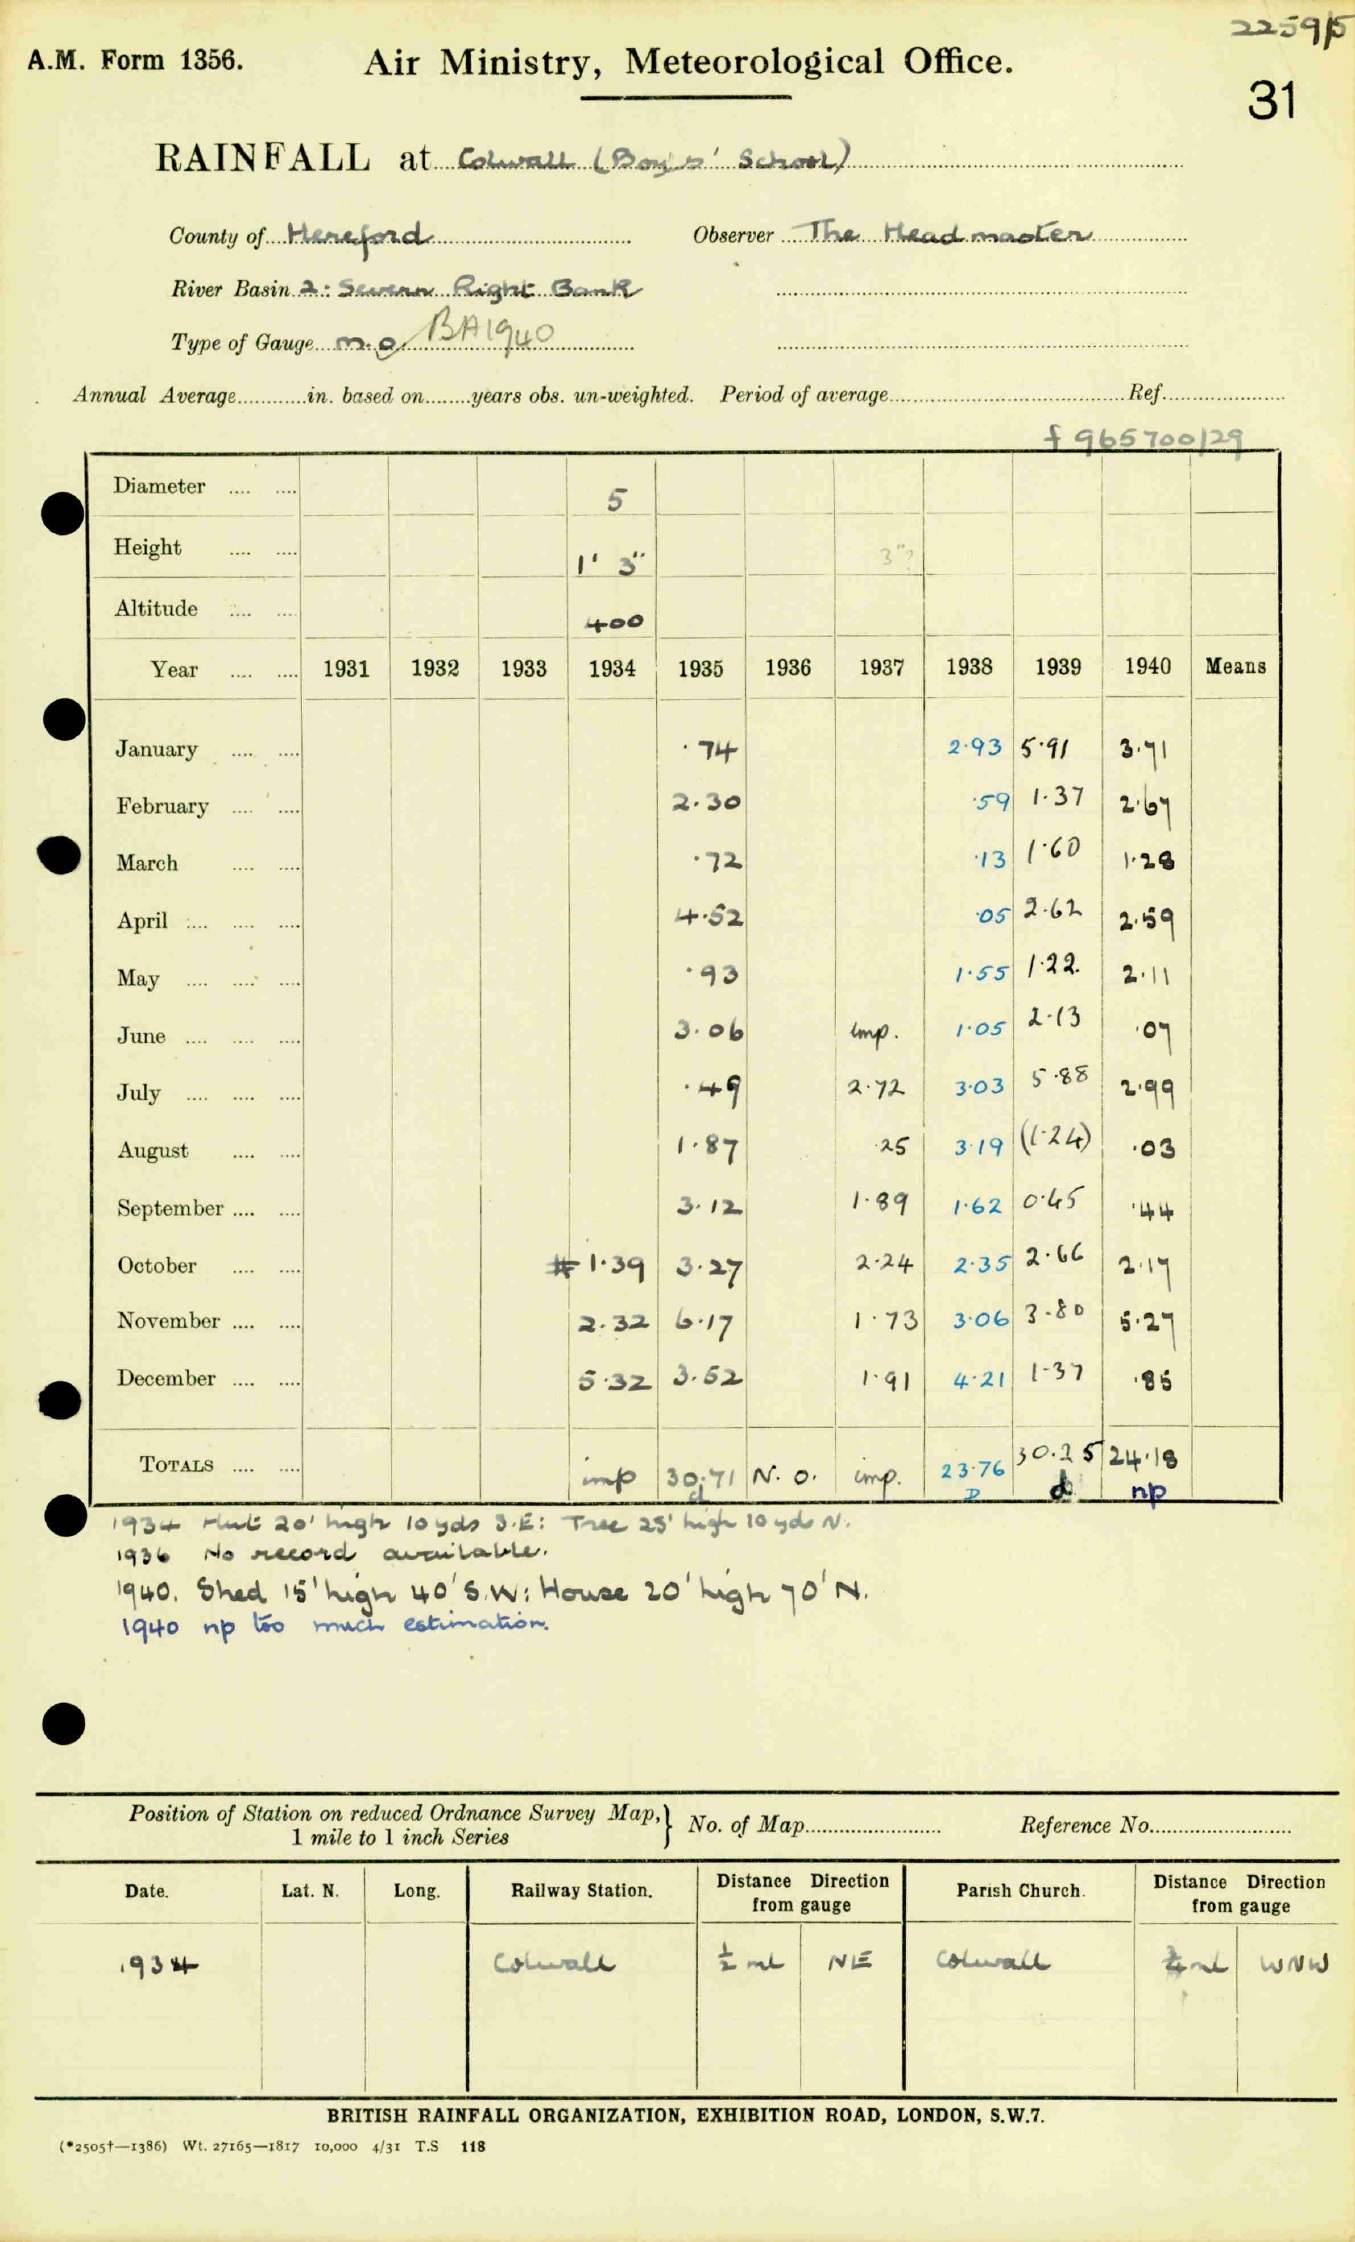 22591/5
A.M. Form 1356.
Air Ministry, Meteorological Office.
31
RAINFALL at Colwall (Boys' School)
County of Hereford Observer The Headmaster
River Basin 2: Severn Right Bank
Type of Gauge m.o. BA1940
Annual Average............in. based on........years obs. un-weighted. Period of average............ Ref............
f 965700/29
Diameter .... .... 5
Height .... .... 1' 3" 3"?
Altitude .... .... 400
Year .... .... 1931 1932 1933 1934 1935 1936 1937 1938 1939 1940 Means
January .... .... ·74 2·93 5·91 3·71
February .... .... 2·30 ·59 1·37 2·67
March .... .... ·72 ·13 1·60 1·28
April .... .... .... 4·52 ·05 2·62 2·59
May .... .... .... ·93 1·55 1·22 2·11
June .... .... .... 3·06 imp. 1·05 2·13 ·07
July .... .... .... ·49 2·72 3·03 5·88 2·99
August .... .... 1·87 ·25 3·19 (1·24) ·03
September .... .... 3·12 1·89 1·62 0·45 ·44
October .... .... # 1·39 3·27 2·24 2·35 2·66 2·17
November .... .... 2·32 6·17 1·73 3·06 3·80 5·27
December .... .... 5·32 3·52 1·91 4·21 1·37 ·85
TOTALS .... .... imp 30·71 N. O. imp. 23·76 30·25 24·18
d D d np
1934 Hut 20' high 10 yds S.E: Tree 25' high 10 yds N.
1936 No record available.
1940. Shed 15' high 40' S.W: House 20' high 70' N.
1940 np too much estimation.
Position of Station on reduced Ordnance Survey Map,} No. of Map............ Reference No............
1 mile to 1 inch Series
Date. Lat. N. Long. Railway Station. Distance Direction from gauge Parish Church. Distance Direction from gauge
1934 Colwall ½ ml NE Colwall ¾ ml WNW
BRITISH RAINFALL ORGANIZATION, EXHIBITION ROAD, LONDON, S.W.7.
(*2505†—1386) Wt. 27165—1817 10,000 4/31 T.S 118